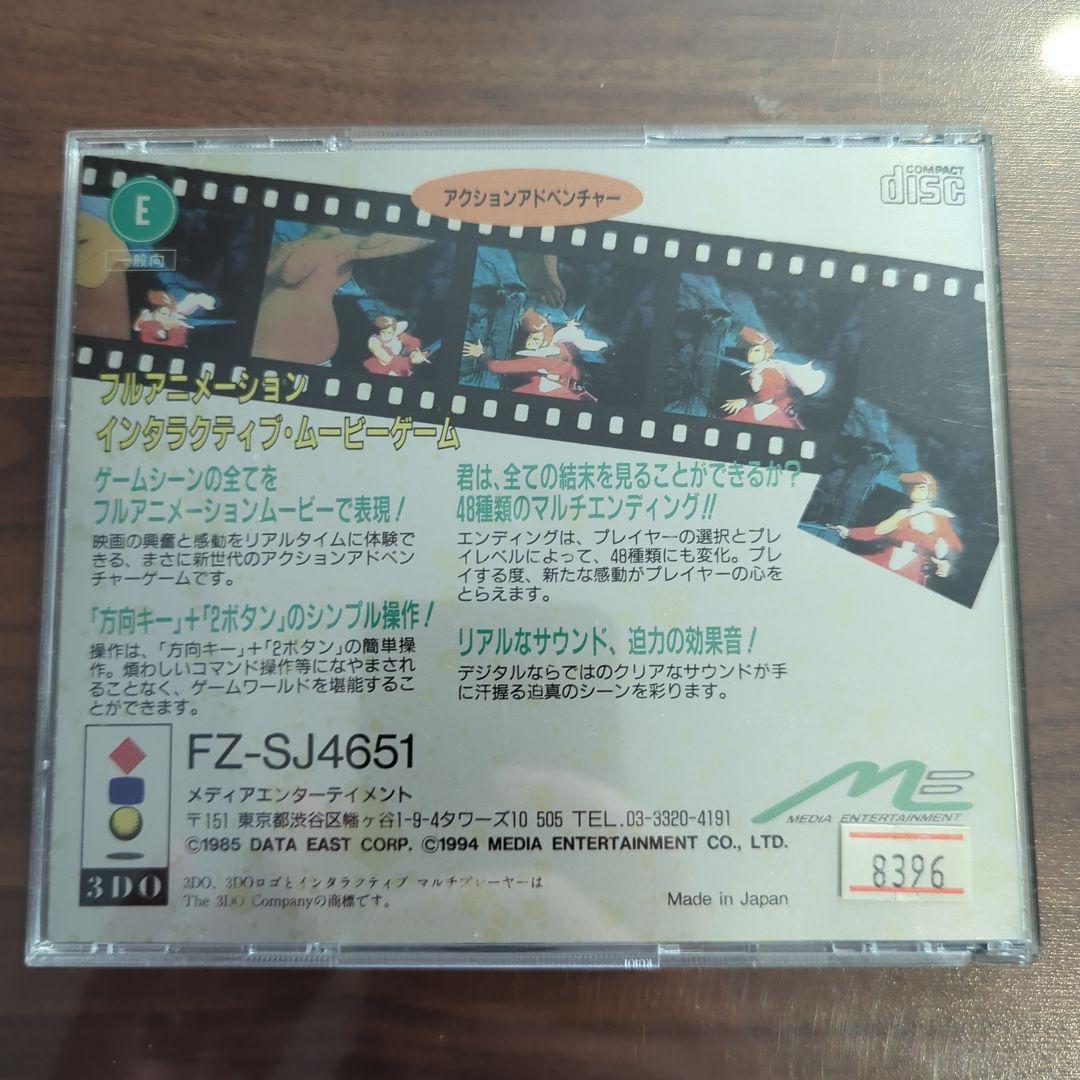 アクションアドベンチャー
COMPACT
disc
E
一般向
フルアニメーション
インタラクティブ・ムービーゲーム
ゲームシーンの全てを
フルアニメーションムービーで表現！
映画の興奮と感動をリアルタイムに体験で
きる、まさに新世代のアクションアドベン
チャーゲームです。
「方向キー」+「2ボタン」のシンプル操作！
操作は、「方向キー」+「2ボタン」の簡単操
作。煩わしいコマンド操作等になやまされ
ることなく、ゲームワールドを堪能するこ
とができます。
君は、全ての結末を見ることができるか？
48種類のマルチエンディング!!
エンディングは、プレイヤーの選択とプレ
イレベルによって、48種類にも変化。プレ
イする度、新たな感動がプレイヤーの心を
とらえます。
リアルなサウンド、迫力の効果音！
デジタルならではのクリアなサウンドが手
に汗握る迫真のシーンを彩ります。
FZ-SJ4651
メディアエンターテイメント
〒151 東京都渋谷区幡ヶ谷1-9-4タワーズ10 505 TEL.03-3320-4191
©1985 DATA EAST CORP. ©1994 MEDIA ENTERTAINMENT CO., LTD.
3DO
3DO、3DOロゴとインタラクティブ マルチプレーヤーは
The 3DO Companyの商標です。
Made in Japan
MEDIA ENTERTAINMENT
8396